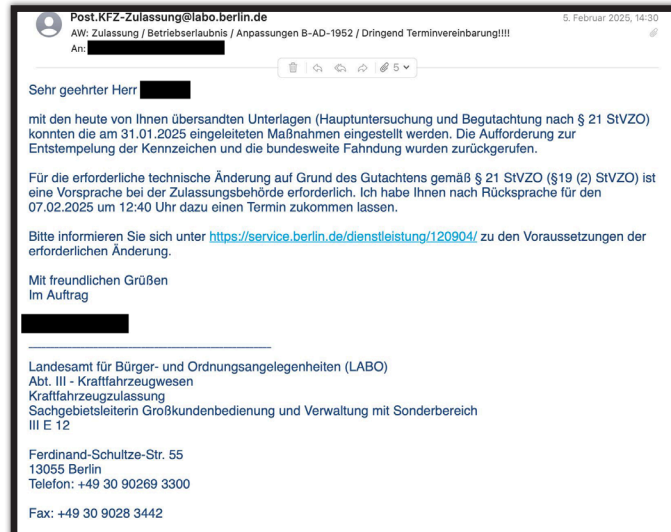 Post.KFZ-Zulassung@labo.berlin.de
5. Februar 2025, 14:30
AW: Zulassung / Betriebserlaubnis / Anpassungen B-AD-1952 / Dringend Terminvereinbarung!!!!
An:
5
Sehr geehrter Herr
mit den heute von Ihnen übersandten Unterlagen (Hauptuntersuchung und Begutachtung nach § 21 StVZO)
konnten die am 31.01.2025 eingeleiteten Maßnahmen eingestellt werden. Die Aufforderung zur
Entstempelung der Kennzeichen und die bundesweite Fahndung wurden zurückgerufen.
Für die erforderliche technische Änderung auf Grund des Gutachtens gemäß § 21 StVZO (§19 (2) StVZO) ist
eine Vorsprache bei der Zulassungsbehörde erforderlich. Ich habe Ihnen nach Rücksprache für den
07.02.2025 um 12:40 Uhr dazu einen Termin zukommen lassen.
Bitte informieren Sie sich unter https://service.berlin.de/dienstleistung/120904/ zu den Voraussetzungen der
erforderlichen Änderung.
Mit freundlichen Grüßen
Im Auftrag
Landesamt für Bürger- und Ordnungsangelegenheiten (LABO)
Abt. III - Kraftfahrzeugwesen
Kraftfahrzeugzulassung
Sachgebietsleiterin Großkundenbedienung und Verwaltung mit Sonderbereich
III E 12
Ferdinand-Schultze-Str. 55
13055 Berlin
Telefon: +49 30 90269 3300
Fax: +49 30 9028 3442